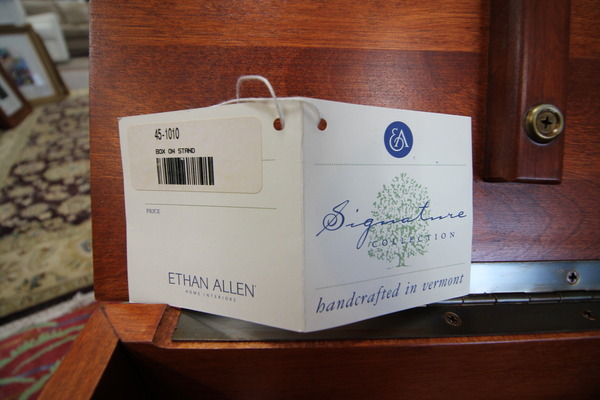 45-1010
BOX ON STAND
PRICE
ETHAN ALLEN
HOME INTERIORS
EA
Signature
COLLECTION
handcrafted in vermont